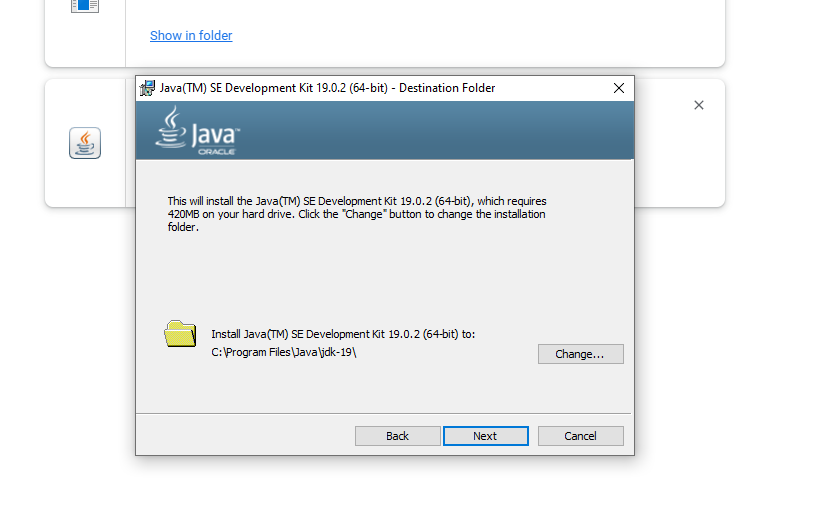 Show in folder
Java(TM) SE Development Kit 19.0.2 (64-bit) - Destination Folder
Java™
ORACLE
This will install the Java(TM) SE Development Kit 19.0.2 (64-bit), which requires
420MB on your hard drive. Click the "Change" button to change the installation
folder.
Install Java(TM) SE Development Kit 19.0.2 (64-bit) to:
C:\Program Files\Java\jdk-19\
Change...
Back
Next
Cancel